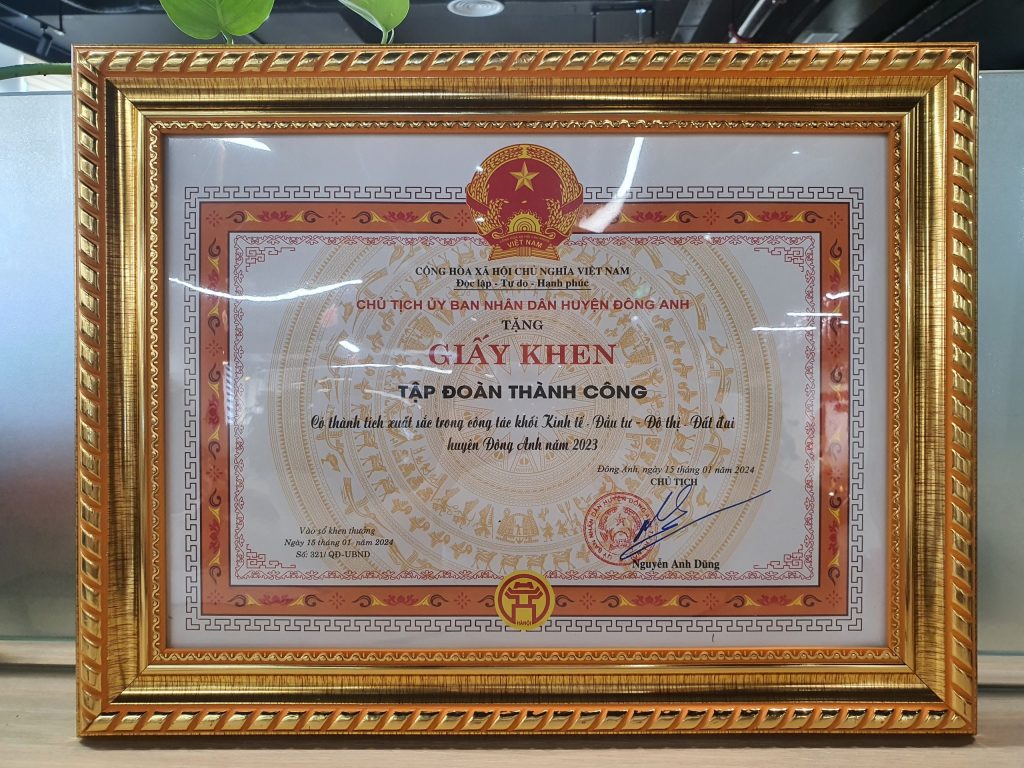 VIỆT NAM
CỘNG HÒA XÃ HỘI CHỦ NGHĨA VIỆT NAM
Độc lập - Tự do - Hạnh phúc
CHỦ TỊCH ỦY BAN NHÂN DÂN HUYỆN ĐÔNG ANH
TẶNG
GIẤY KHEN
TẬP ĐOÀN THÀNH CÔNG
Có thành tích xuất sắc trong công tác khối Kinh tế - Đầu tư - Đô thị - Đất đai
huyện Đông Anh năm 2023
Đông Anh, ngày 15 tháng 01 năm 2024
CHỦ TỊCH
Nguyễn Anh Dũng
Vào sổ khen thưởng
Ngày 15 tháng 01 năm 2024
Số: 321/ QĐ-UBND
HÀNỘI